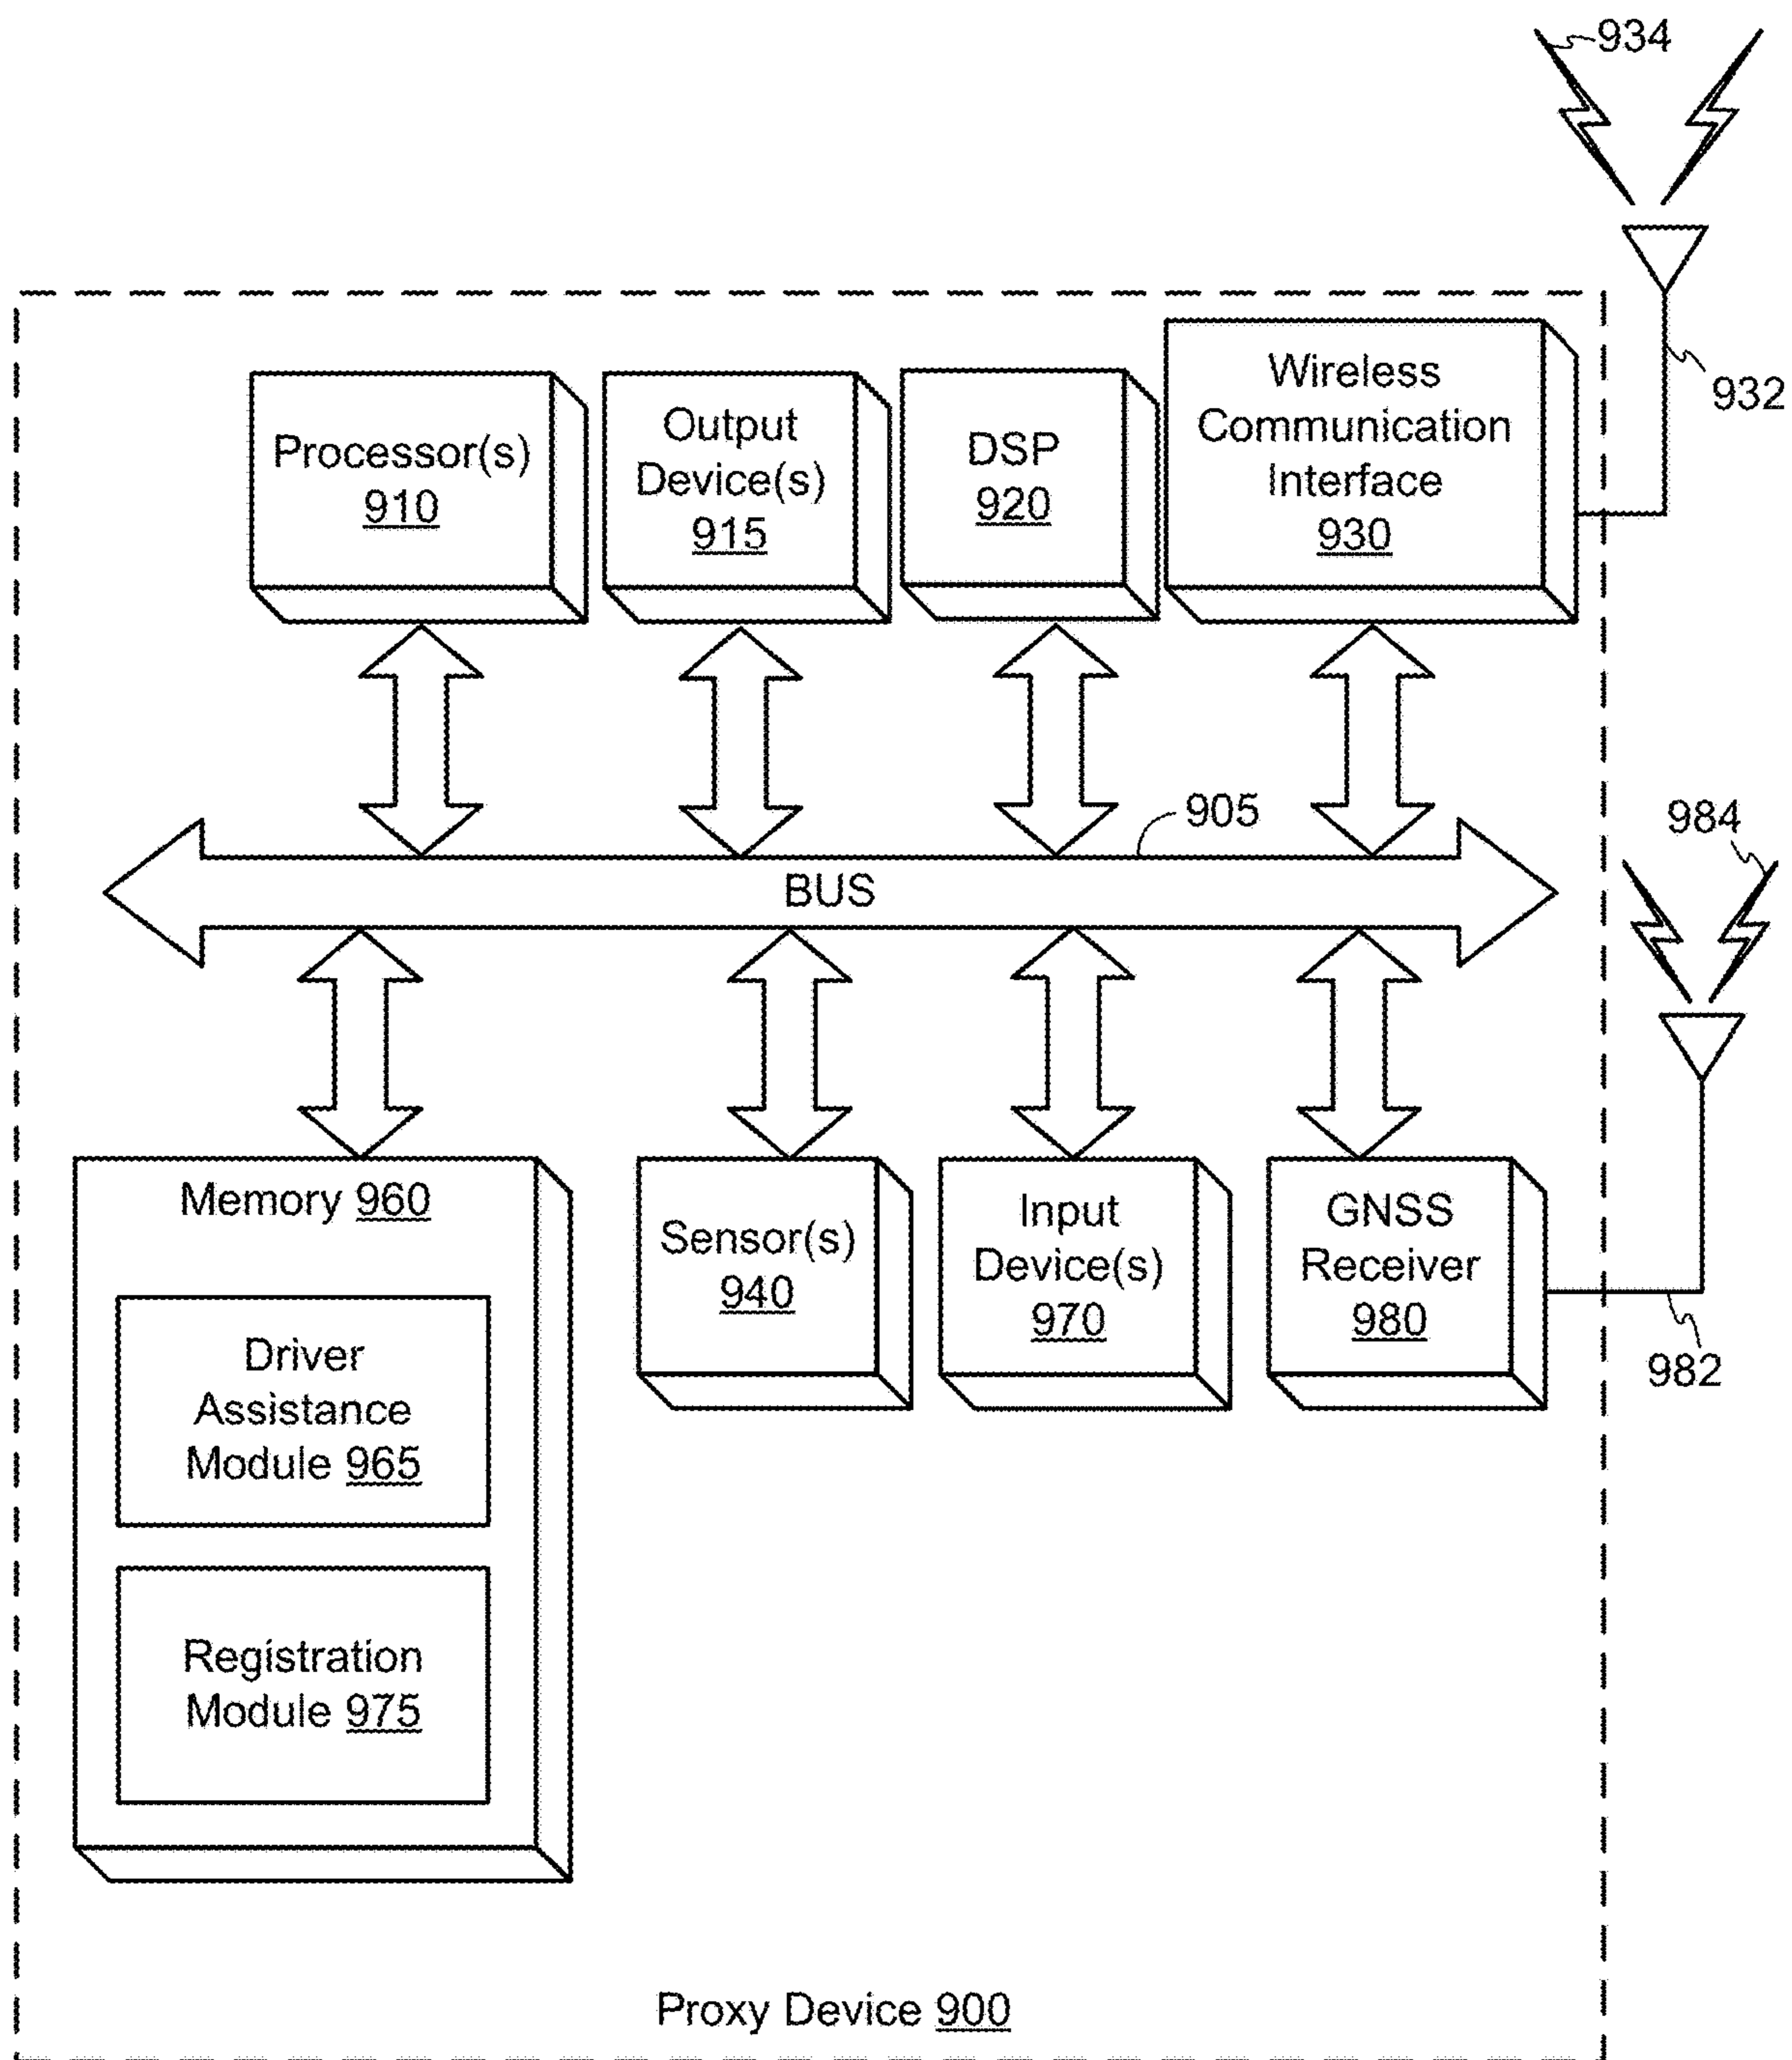 934
932
Processor(s)
910
Output
Device(s)
915
DSP
920
Wireless
Communication
Interface
930
905
BUS
984
Memory 960
Driver
Assistance
Module 965
Registration
Module 975
Sensor(s)
940
Input
Device(s)
970
GNSS
Receiver
980
982
Proxy Device 900